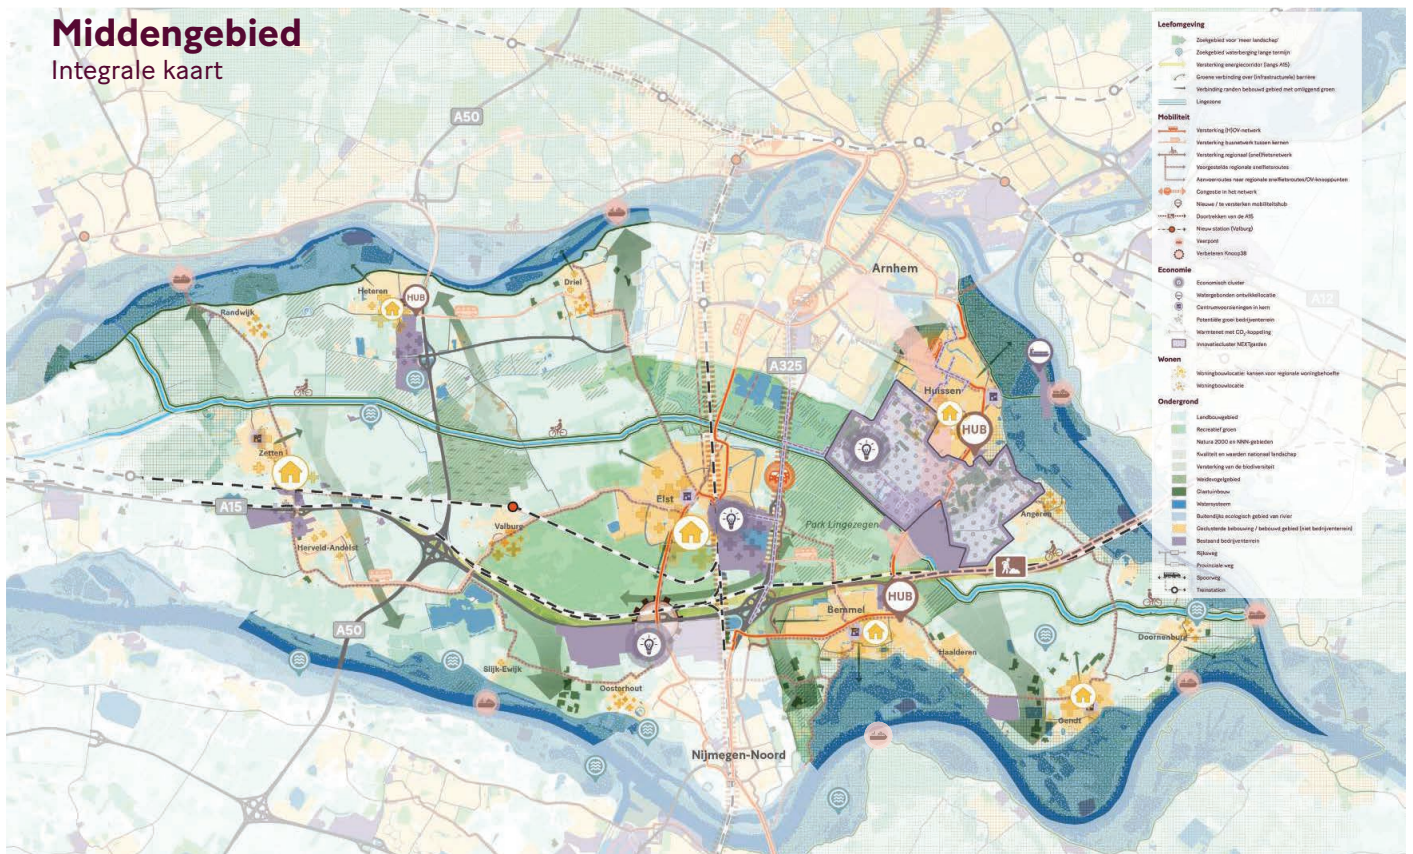 Middengebied
Integrale kaart
Leefomgeving
Zoekgebied voor 'meer landschap'
Zoekgebied waterberging lange termijn
Versterking energiecorridor (langs A15)
Groene verbinding over (infrastructurele) barrière
Verbinding randen bebouwd gebied met omliggend groen
Lingezone
Mobiliteit
Versterking (H)OV-netwerk
Versterking busnetwerk tussen kernen
Versterking regionaal (snel)fietsnetwerk
Voorgestelde regionale snelfietsroutes
Aanvoerroutes naar regionale snelfietsroutes/OV-knooppunten
Congestie in het netwerk
Nieuwe / te versterken mobiliteitshub
Doortrekken van de A15
Nieuw station (Valburg)
Veerpont
Verbeteren Knoop38
Economie
Economisch cluster
Watergebonden ontwikkellocatie
Centrumvoorzieningen in kern
Potentiële groei bedrijventerrein
Warmtenet met CO₂-koppeling
Innovatiecluster NEXTgarden
Wonen
Woningbouwlocatie: kansen voor regionale woningbehoefte
Woningbouwlocatie
Ondergrond
Landbouwgebied
Recreatief groen
Natura 2000 en NNN-gebieden
Kwaliteit en waarden nationaal landschap
Versterking van de biodiversiteit
Weidevogelgebied
Glastuinbouw
Watersysteem
Buitendijks ecologisch gebied van rivier
Geclusterde bebouwing / bebouwd gebied (niet bedrijventerrein)
Bestaand bedrijventerrein
Rijksweg
Provinciale weg
Spoorweg
Treinstation
A50
Arnhem
A12
Driel
Heteren
HUB
Randwijk
A325
Huissen
HUB
Zetten
Elst
A15
Valburg
Park Lingezegen
Angeren
Herveld-Andelst
HUB
Bemmel
A50
Doornenburg
Haalderen
Slijk-Ewijk
Oosterhout
Gendt
Nijmegen-Noord